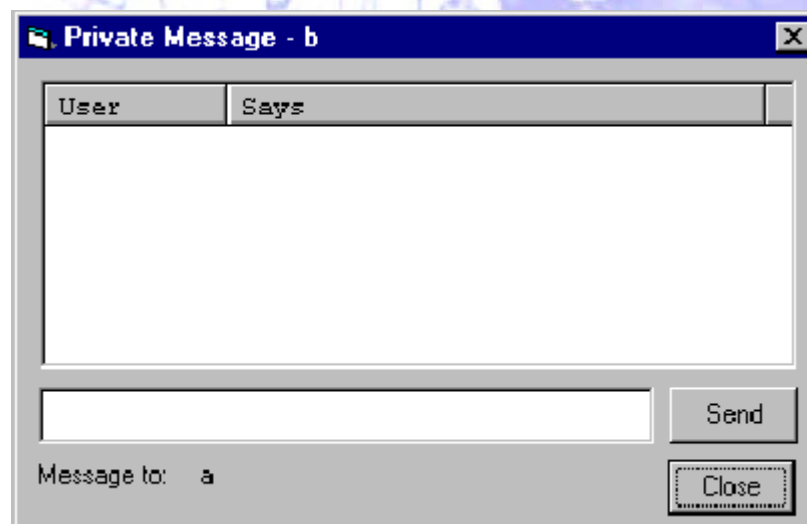 Private Message - b
User Says
Send
Message to: a
Close